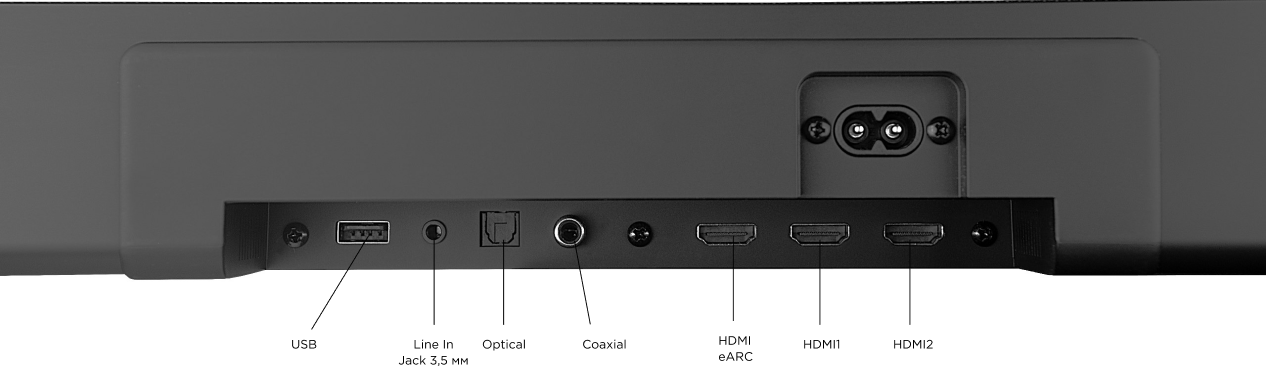 USB
Line In
Jack 3,5 мм
Optical
Coaxial
HDMI
eARC
HDMI1
HDMI2